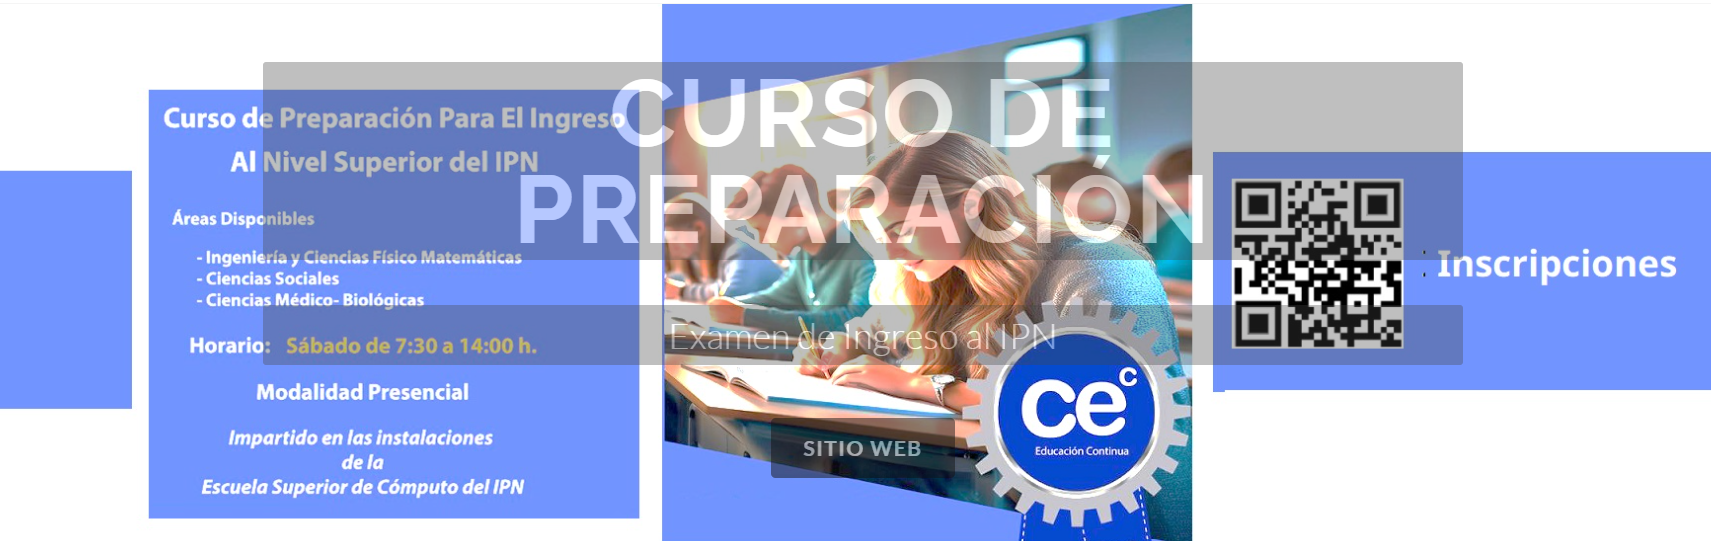 CURSO DE
PREPARACIÓN
Examen de Ingreso al IPN
SITIO WEB
Curso de Preparación Para El Ingreso
Al Nivel Superior del IPN
Áreas Disponibles
- Ingeniería y Ciencias Físico Matemáticas
- Ciencias Sociales
- Ciencias Médico- Biológicas
Horario: Sábado de 7:30 a 14:00 h.
Modalidad Presencial
Impartido en las instalaciones
de la
Escuela Superior de Cómputo del IPN
ce c
Educación Continua
Inscripciones